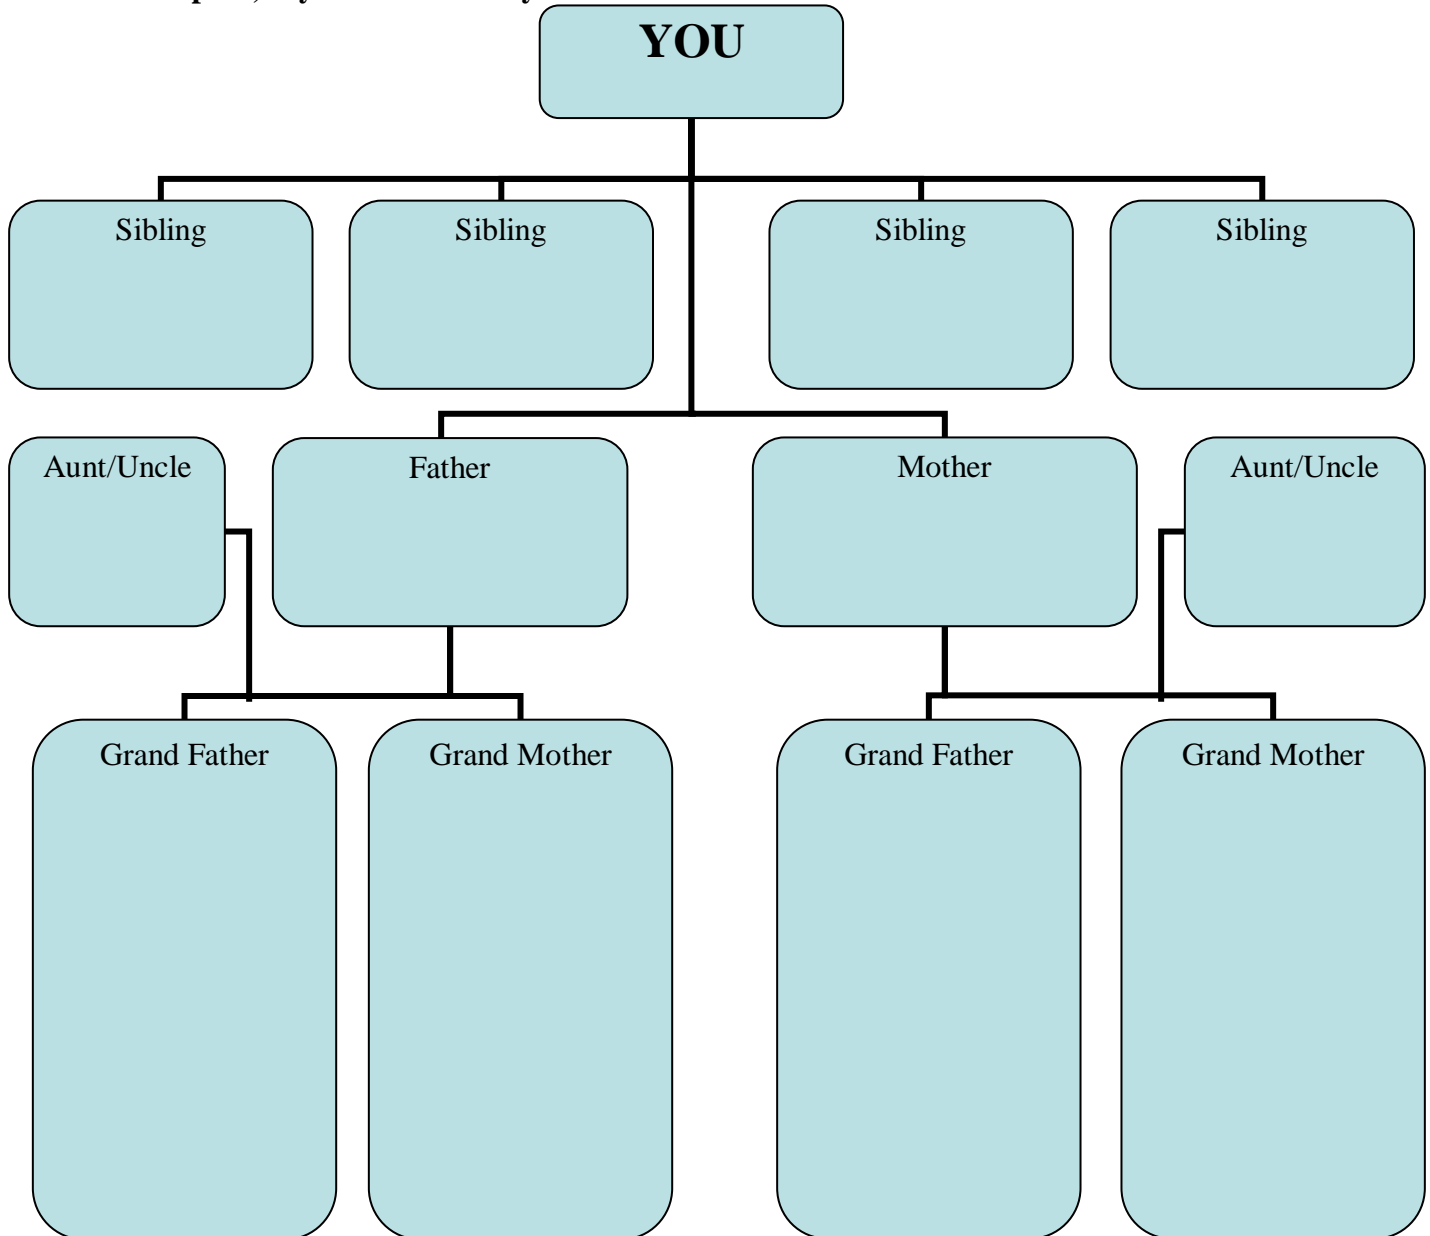 YOU
Sibling Sibling Sibling Sibling
Aunt/Uncle Father Mother Aunt/Uncle
Grand Father Grand Mother Grand Father Grand Mother